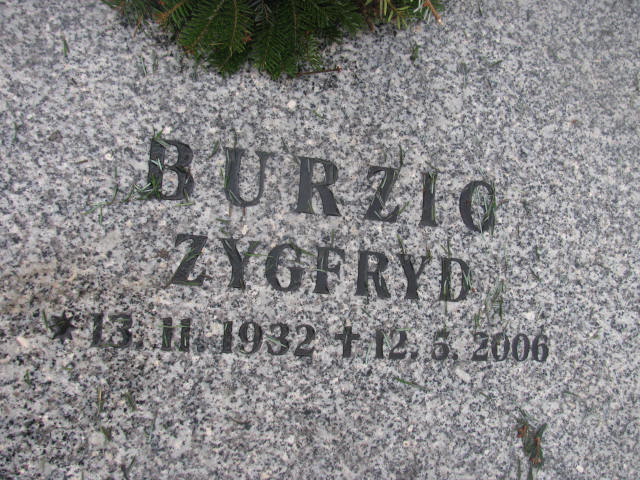 BURZIG
ZYGFRYD
★ 13. 11. 1932 ✝ 12. 5. 2006